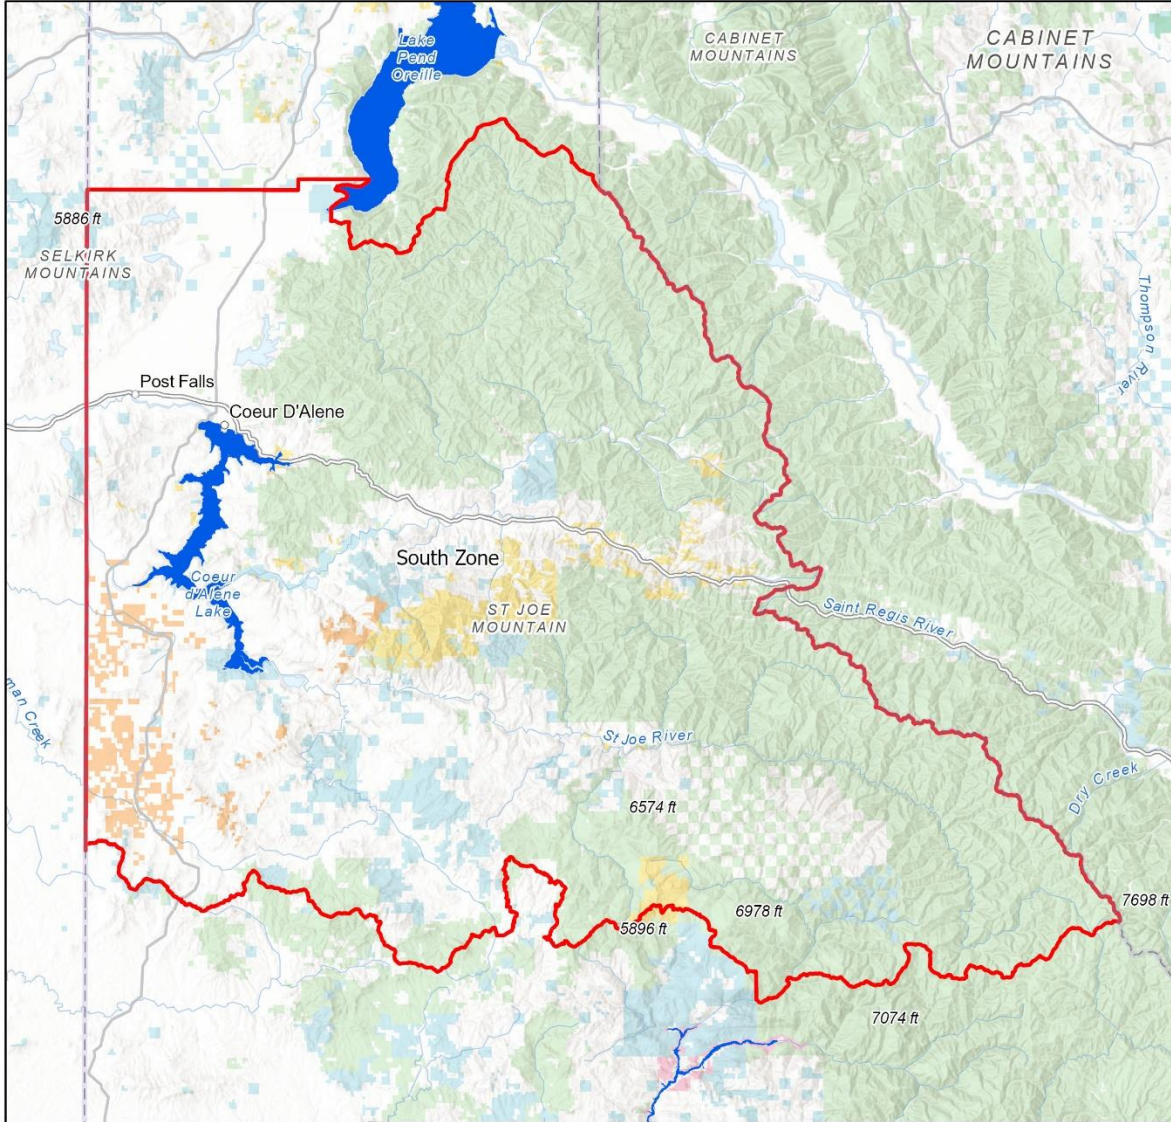 Lake
Pend
Oreille
CABINET
MOUNTAINS
CABINET
MOUNTAINS
5886 ft
SELKIRK
MOUNTAINS
Thompson
River
Post Falls
Coeur D'Alene
South Zone
Coeur
d'Alene
Lake
ST JOE
MOUNTAIN
Saint Regis River
man Creek
St Joe River
Dry Creek
6574 ft
7698 ft
6978 ft
5896 ft
7074 ft